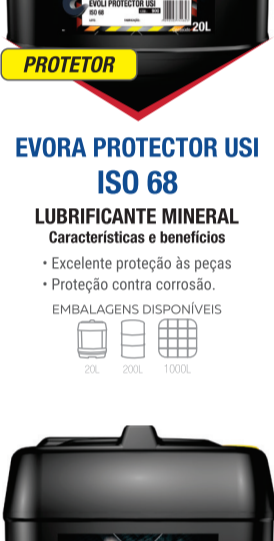 EVOLI PROTECTOR USI
ISO 68
20L
PROTETOR
EVORA PROTECTOR USI
ISO 68
LUBRIFICANTE MINERAL
Características e benefícios
• Excelente proteção às peças
• Proteção contra corrosão.
EMBALAGENS DISPONÍVEIS
20L 200L 1000L